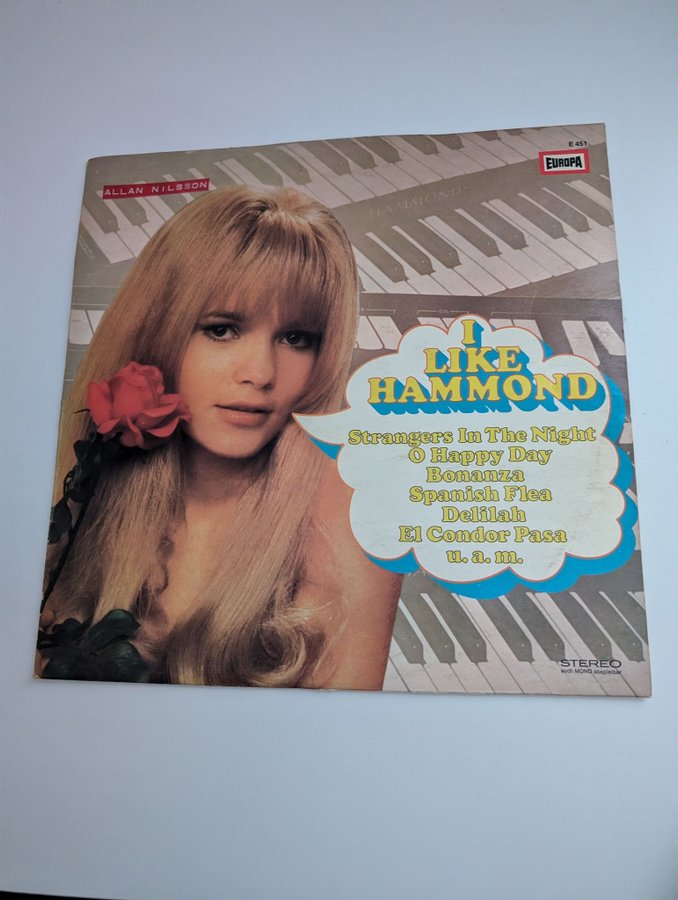 E 451
EUROPA
ALLAN NILSSON
HAMMOND
I
LIKE
HAMMOND
Strangers In The Night
O Happy Day
Bonanza
Spanish Flea
Delilah
El Condor Pasa
u. a. m.
STEREO
auch MONO abspielbar